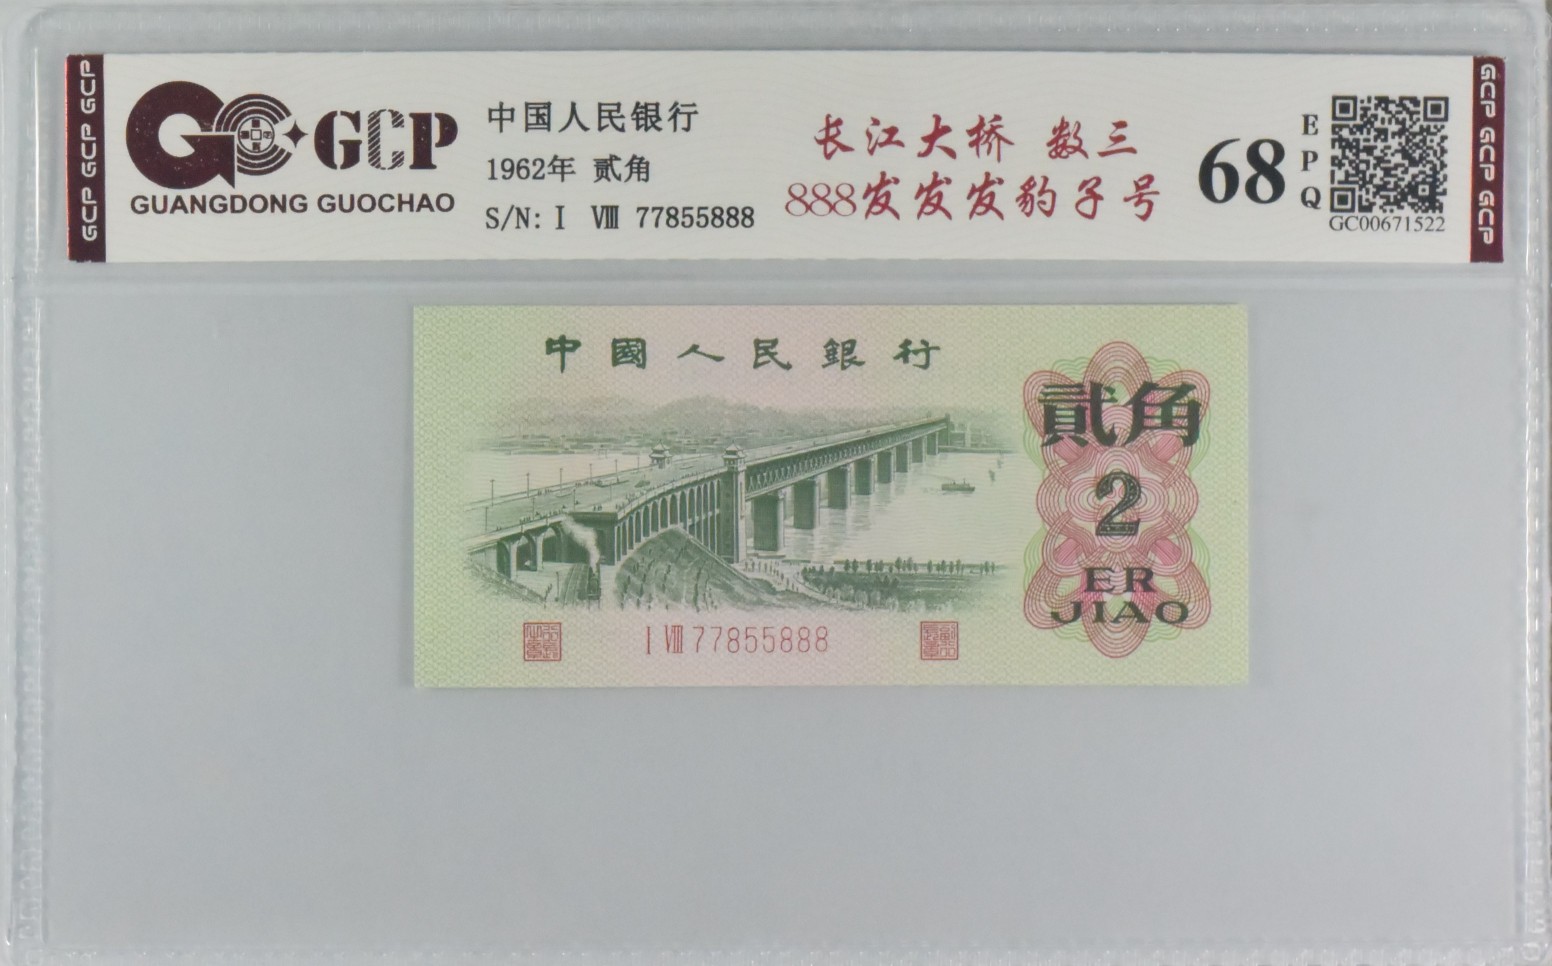 GCP GCP GCP
GCP
GUANGDONG GUOCHAO
中国人民银行
1962年 贰角
S/N: I VIII 77855888
长江大桥 数三
888发发发豹子号
68
EPQ
GC00671522
GCP GCP GCP
中國人民銀行
貳角
2
ER
JIAO
I VIII 77855888